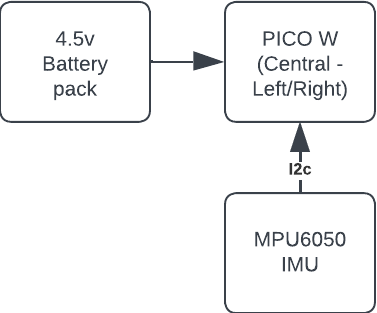 4.5v
Battery
pack
PICO W
(Central -
Left/Right)
I2c
MPU6050
IMU